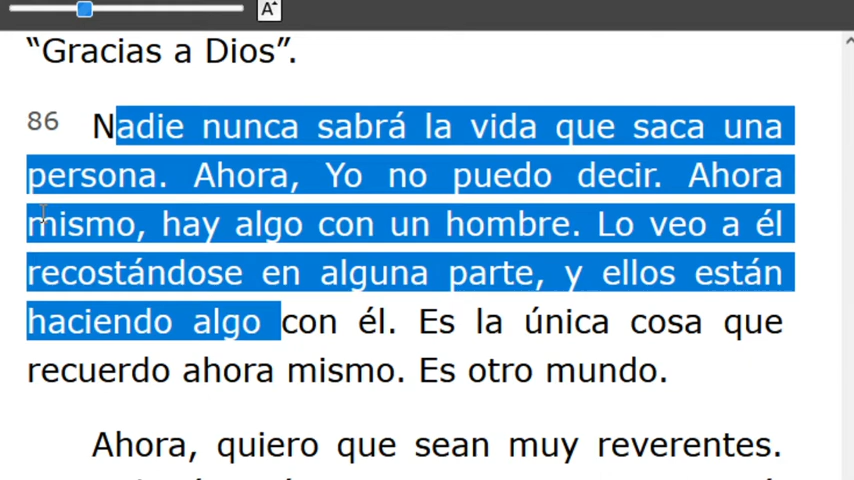 A
“Gracias a Dios”.
86 Nadie nunca sabrá la vida que saca una
persona. Ahora, Yo no puedo decir. Ahora
mismo, hay algo con un hombre. Lo veo a él
recostándose en alguna parte, y ellos están
haciendo algo con él. Es la única cosa que
recuerdo ahora mismo. Es otro mundo.
Ahora, quiero que sean muy reverentes.